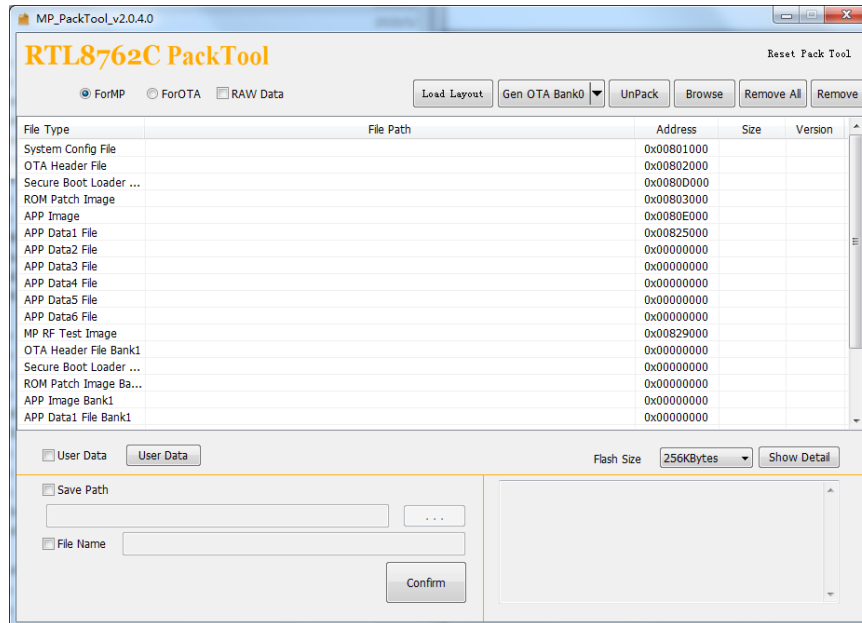 MP_PackTool_v2.0.4.0
RTL8762C PackTool
Reset Pack Tool
ForMP ForOTA RAW Data Load Layout Gen OTA Bank0 UnPack Browse Remove All Remove
File Type File Path Address Size Version
System Config File 0x00801000
OTA Header File 0x00802000
Secure Boot Loader ... 0x0080D000
ROM Patch Image 0x00803000
APP Image 0x0080E000
APP Data1 File 0x00825000
APP Data2 File 0x00000000
APP Data3 File 0x00000000
APP Data4 File 0x00000000
APP Data5 File 0x00000000
APP Data6 File 0x00000000
MP RF Test Image 0x00829000
OTA Header File Bank1 0x00000000
Secure Boot Loader ... 0x00000000
ROM Patch Image Ba... 0x00000000
APP Image Bank1 0x00000000
APP Data1 File Bank1 0x00000000
User Data User Data Flash Size 256KBytes Show Detail
Save Path
...
File Name
Confirm